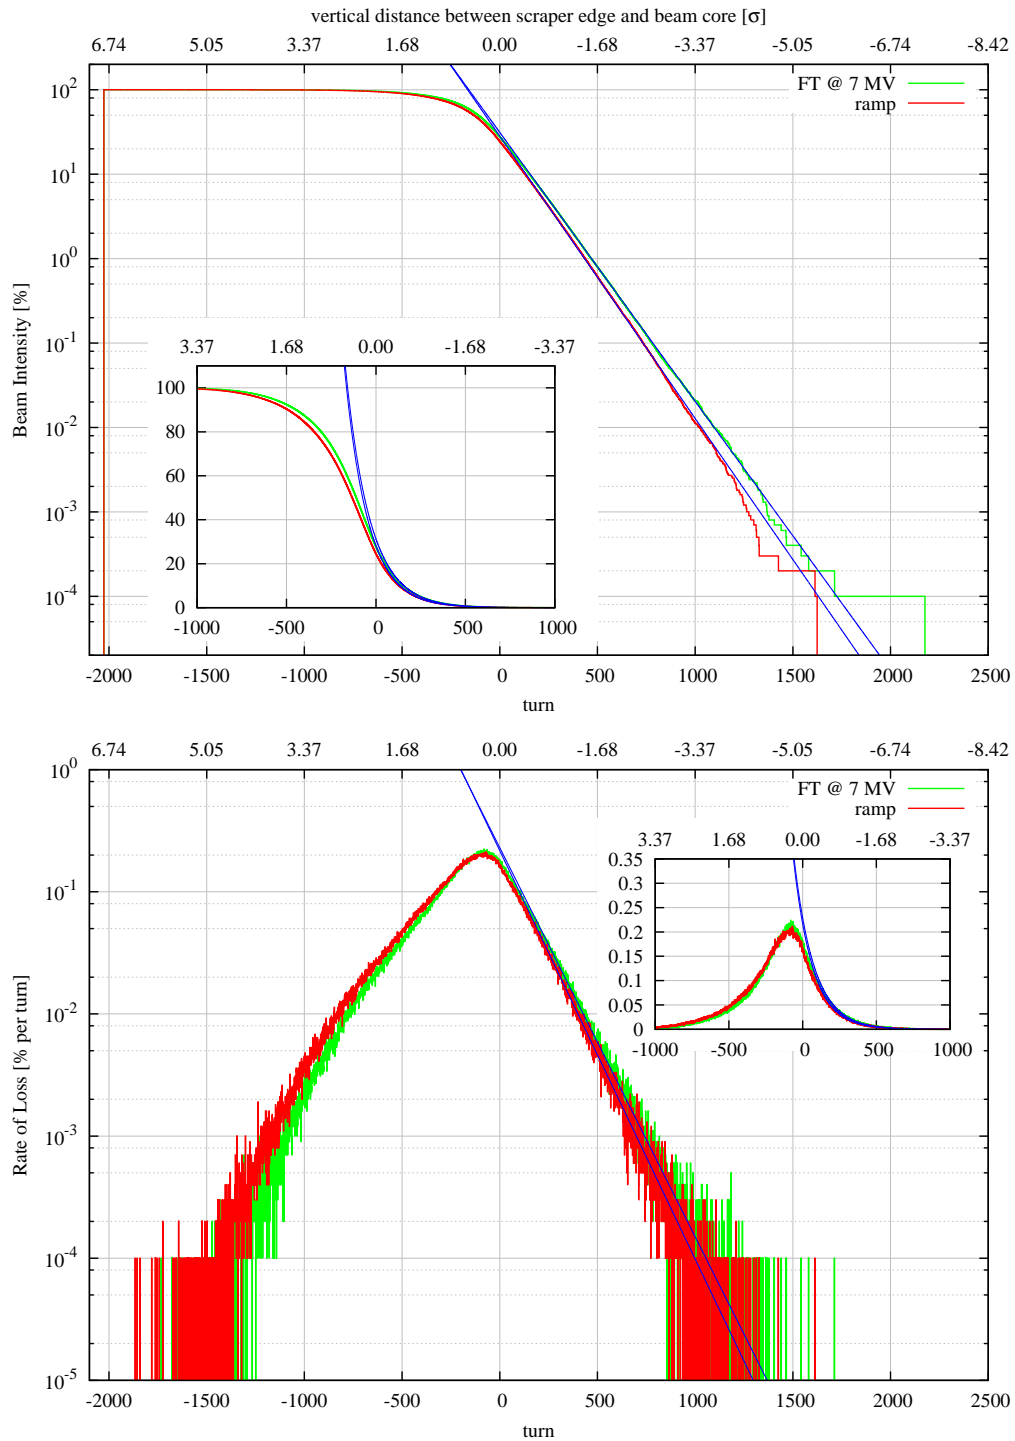 vertical distance between scraper edge and beam core [σ]
6.74 5.05 3.37 1.68 0.00 -1.68 -3.37 -5.05 -6.74 -8.42
FT @ 7 MV
ramp
10^2
10^1
10^0
10^-1
10^-2
10^-3
10^-4
Beam Intensity [%]
3.37 1.68 0.00 -1.68 -3.37
100
80
60
40
20
0
-1000 -500 0 500 1000
-2000 -1500 -1000 -500 0 500 1000 1500 2000 2500
turn
6.74 5.05 3.37 1.68 0.00 -1.68 -3.37 -5.05 -6.74 -8.42
FT @ 7 MV
ramp
10^0
10^-1
10^-2
10^-3
10^-4
10^-5
Rate of Loss [% per turn]
3.37 1.68 0.00 -1.68 -3.37
0.35
0.3
0.25
0.2
0.15
0.1
0.05
0
-1000 -500 0 500 1000
-2000 -1500 -1000 -500 0 500 1000 1500 2000 2500
turn